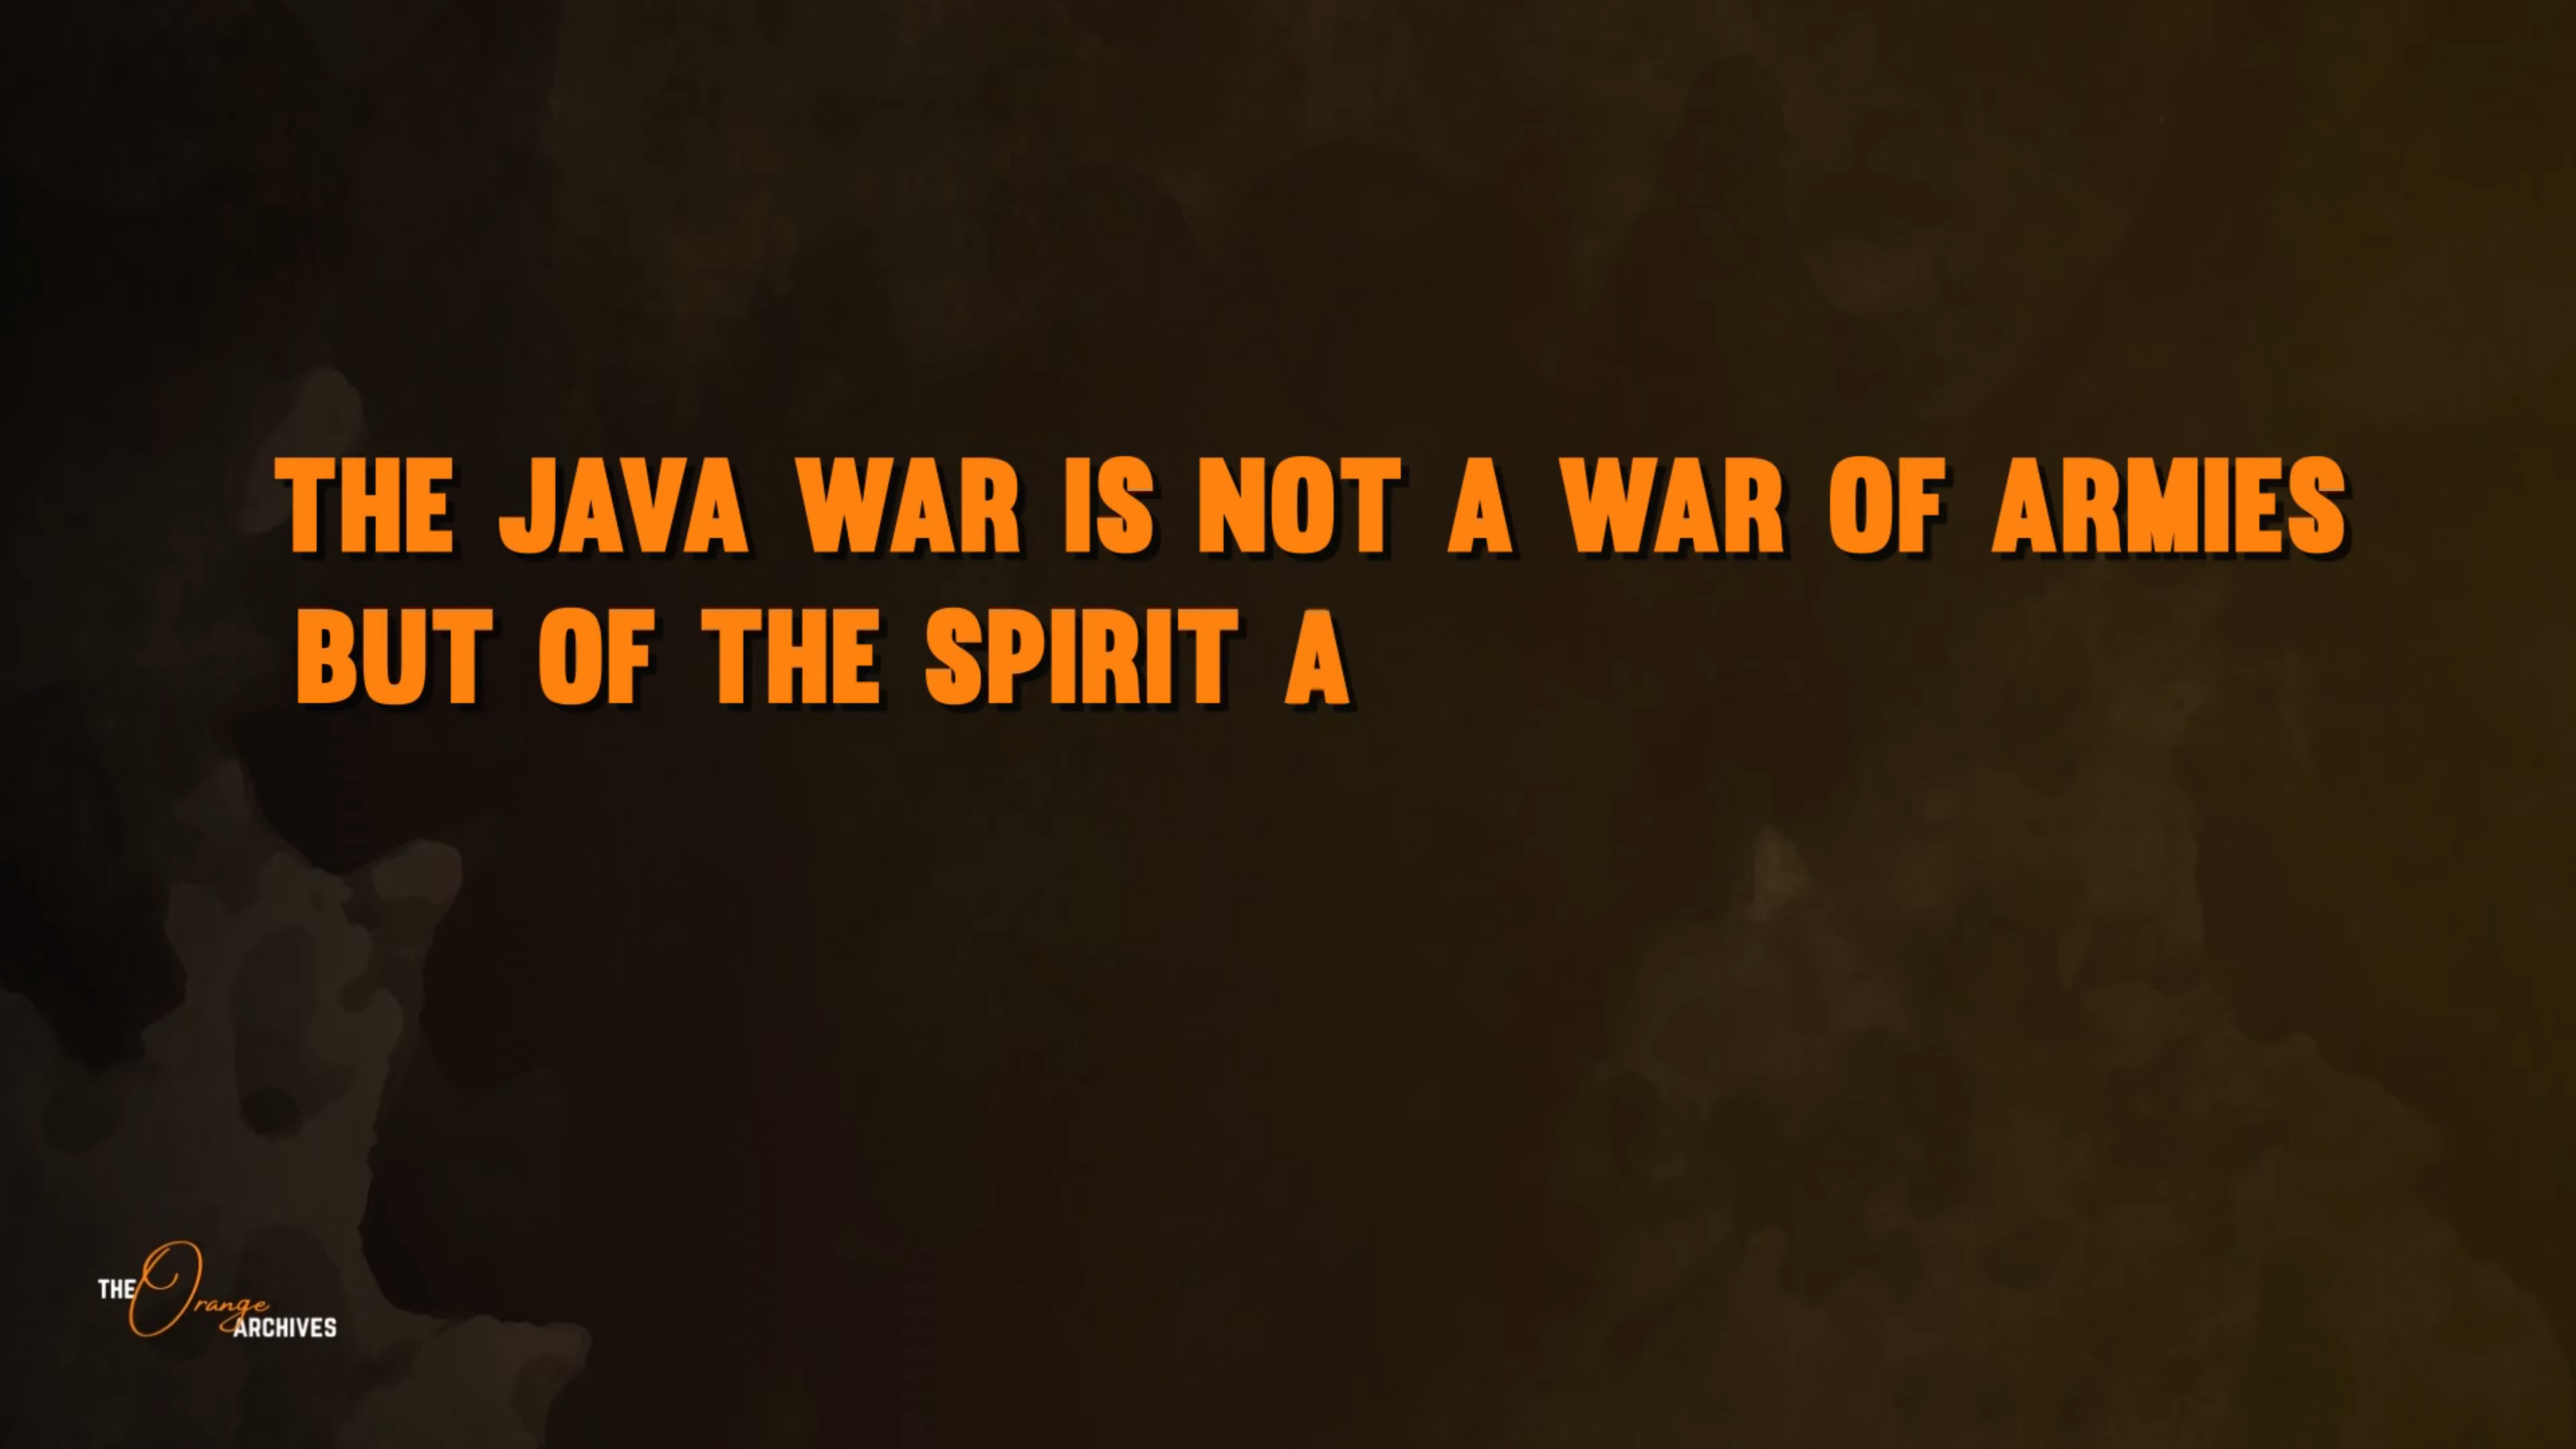 THE JAVA WAR IS NOT A WAR OF ARMIES
BUT OF THE SPIRIT A
THE Orange
ARCHIVES